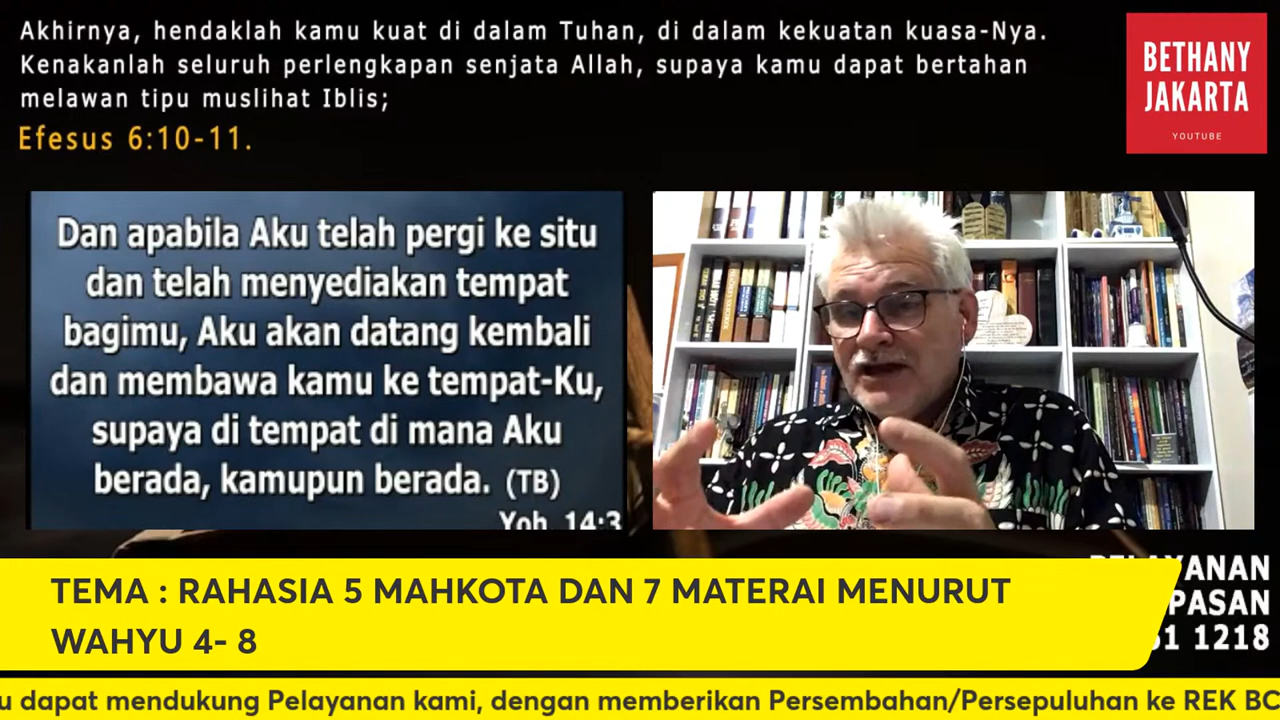 Akhirnya, hendaklah kamu kuat di dalam Tuhan, di dalam kekuatan kuasa-Nya.
Kenakanlah seluruh perlengkapan senjata Allah, supaya kamu dapat bertahan
melawan tipu muslihat Iblis;
Efesus 6:10-11.
BETHANY
JAKARTA
YOUTUBE
Dan apabila Aku telah pergi ke situ
dan telah menyediakan tempat
bagimu, Aku akan datang kembali
dan membawa kamu ke tempat-Ku,
supaya di tempat di mana Aku
berada, kamupun berada. (TB)
Yoh 14:3
TEMA : RAHASIA 5 MAHKOTA DAN 7 MATERAI MENURUT
WAHYU 4- 8
1218
dapat mendukung Pelayanan kami, dengan memberikan Persembahan/Persepuluhan ke REK